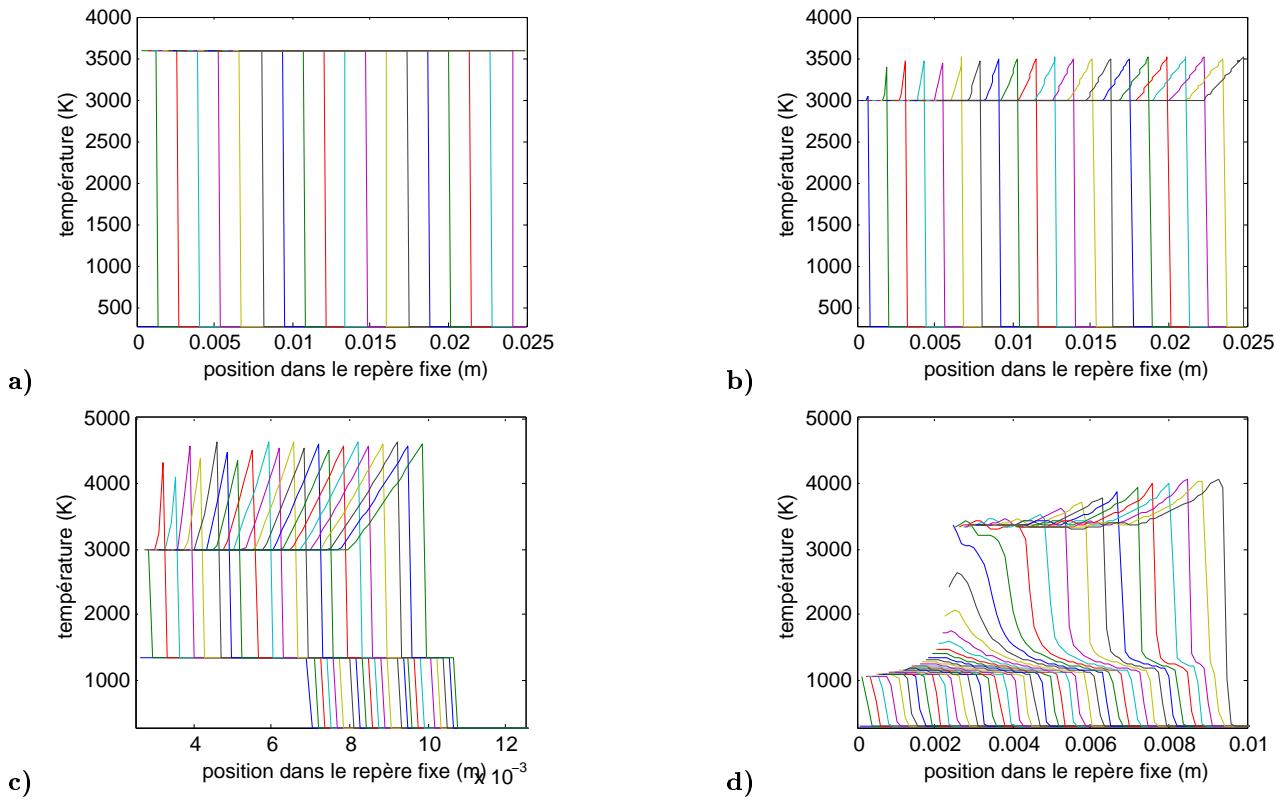 4000
3500
3000
2500
2000
1500
1000
500
température (K)
0 0.005 0.01 0.015 0.02 0.025
position dans le repère fixe (m)
a)
4000
3500
3000
2500
2000
1500
1000
500
température (K)
0 0.005 0.01 0.015 0.02 0.025
position dans le repère fixe (m)
b)
5000
4000
3000
2000
1000
température (K)
4 6 8 10 12
position dans le repère fixe (m)
x 10⁻³
c)
5000
4000
3000
2000
1000
température (K)
0 0.002 0.004 0.006 0.008 0.01
position dans le repère fixe (m)
d)